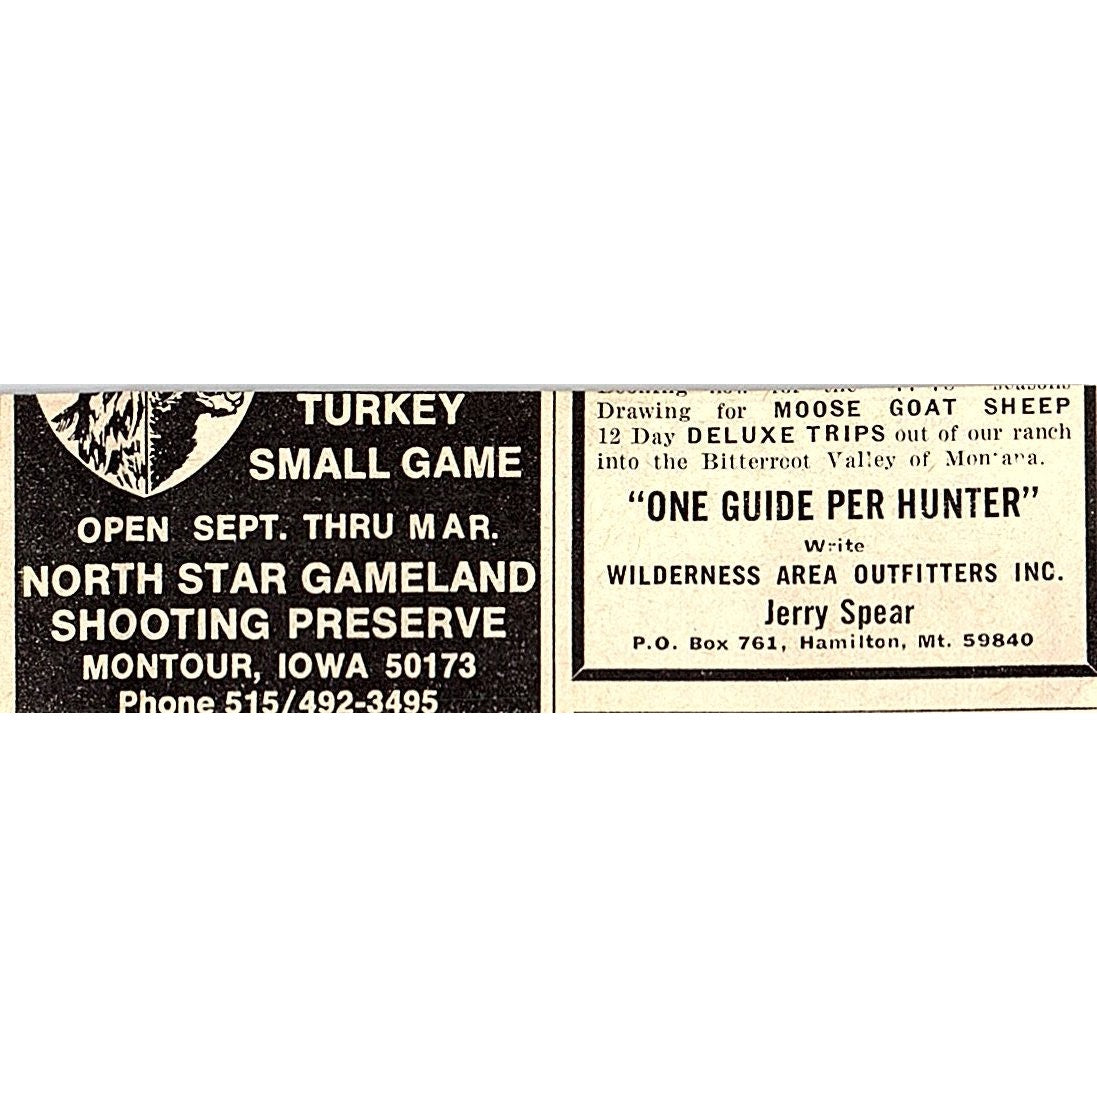 TURKEY
SMALL GAME
OPEN SEPT. THRU MAR.
NORTH STAR GAMELAND
SHOOTING PRESERVE
MONTOUR, IOWA 50173
Phone 515/492-3495
Drawing for MOOSE GOAT SHEEP
12 Day DELUXE TRIPS out of our ranch
into the Bitterroot Valley of Montana.
"ONE GUIDE PER HUNTER"
Write
WILDERNESS AREA OUTFITTERS INC.
Jerry Spear
P.O. Box 761, Hamilton, Mt. 59840